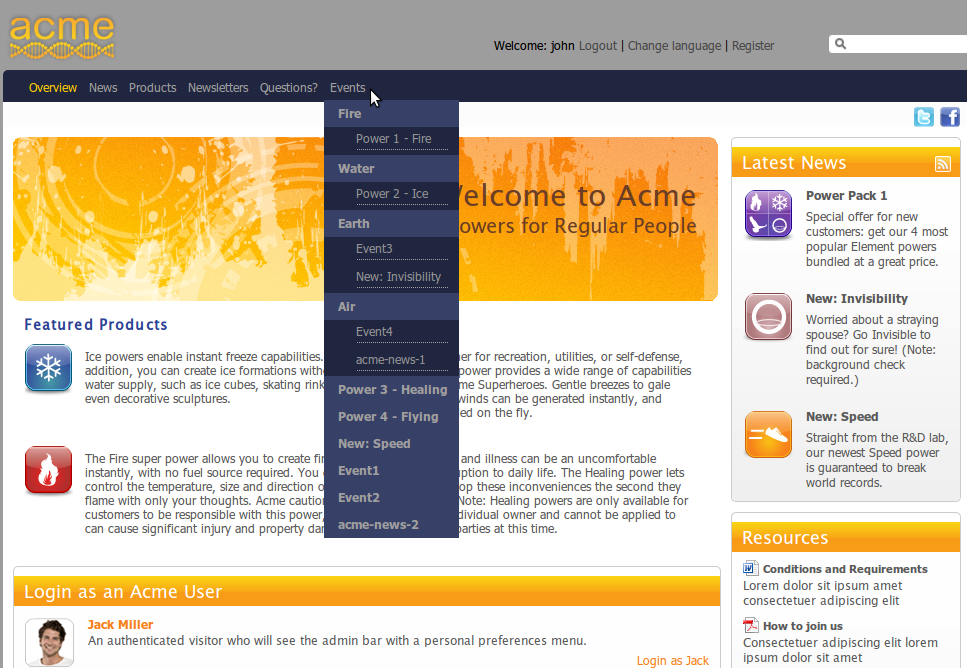 acme
Welcome: john Logout | Change language | Register
Overview News Products Newsletters Questions? Events
Fire
Power 1 - Fire
Water
Power 2 - Ice
Earth
Event3
New: Invisibility
Air
Event4
acme-news-1
Power 3 - Healing
Power 4 - Flying
New: Speed
Event1
Event2
acme-news-2
elcome to Acme
owers for Regular People
Featured Products
Ice powers enable instant freeze capabilities.
addition, you can create ice formations with
water supply, such as ice cubes, skating rink
even decorative sculptures.
her for recreation, utilities, or self-defense,
power provides a wide range of capabilities
me Superheroes. Gentle breezes to gale
winds can be generated instantly, and
ed on the fly.
The Fire super power allows you to create fir
instantly, with no fuel source required. You
control the temperature, size and direction o
flame with only your thoughts. Acme caution
customers to be responsible with this power,
can cause significant injury and property dam
and illness can be an uncomfortable
ption to daily life. The Healing power lets
op these inconveniences the second they
Note: Healing powers are only available for
dividual owner and cannot be applied to
parties at this time.
Login as an Acme User
Jack Miller
An authenticated visitor who will see the admin bar with a personal preferences menu.
Login as Jack
Latest News
Power Pack 1
Special offer for new
customers: get our 4 most
popular Element powers
bundled at a great price.
New: Invisibility
Worried about a straying
spouse? Go Invisible to
find out for sure! (Note:
background check
required.)
New: Speed
Straight from the R&D lab,
our newest Speed power
is guaranteed to break
world records.
Resources
Conditions and Requirements
Lorem dolor sit ipsum amet
consectetuer adipiscing elit
How to join us
Consectetuer adipiscing elit lorem
ipsum dolor sit amet